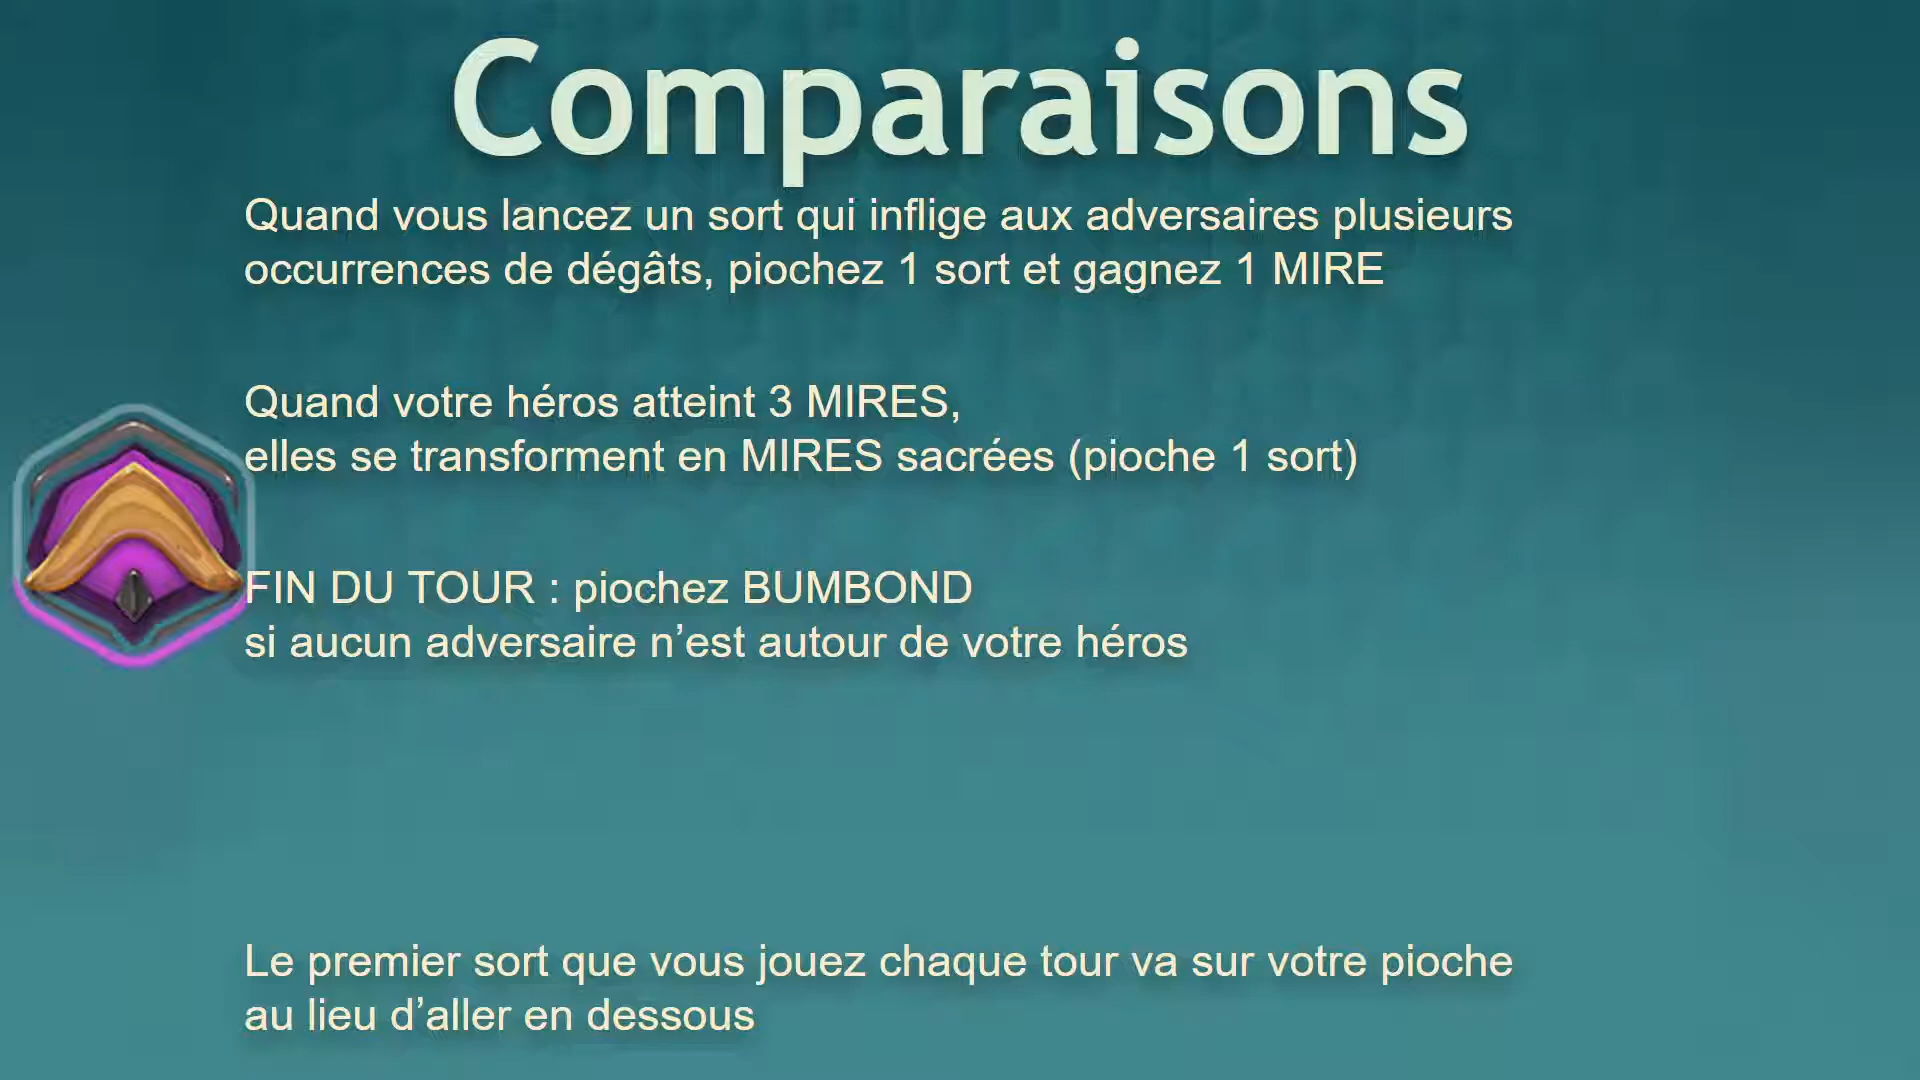 Comparaisons
Quand vous lancez un sort qui inflige aux adversaires plusieurs
occurrences de dégâts, piochez 1 sort et gagnez 1 MIRE
Quand votre héros atteint 3 MIRES,
elles se transforment en MIRES sacrées (pioche 1 sort)
FIN DU TOUR : piochez BUMBOND
si aucun adversaire n’est autour de votre héros
Le premier sort que vous jouez chaque tour va sur votre pioche
au lieu d’aller en dessous